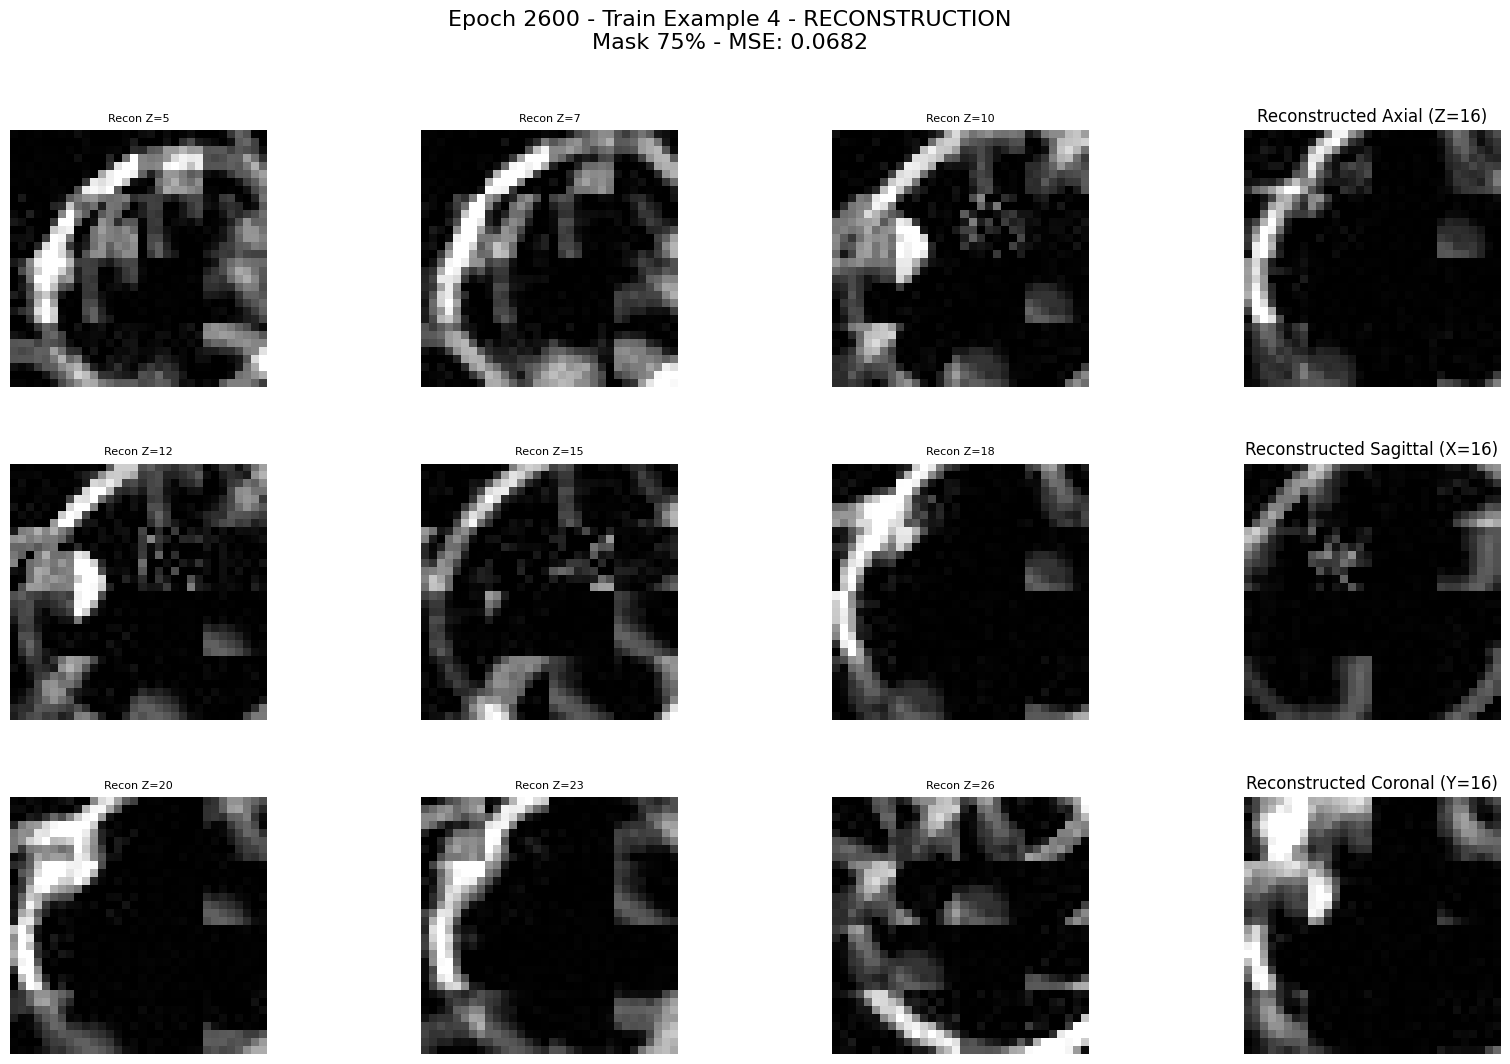 Epoch 2600 - Train Example 4 - RECONSTRUCTION
Mask 75% - MSE: 0.0682
Recon Z=5
Recon Z=7
Recon Z=10
Reconstructed Axial (Z=16)
Recon Z=12
Recon Z=15
Recon Z=18
Reconstructed Sagittal (X=16)
Recon Z=20
Recon Z=23
Recon Z=26
Reconstructed Coronal (Y=16)